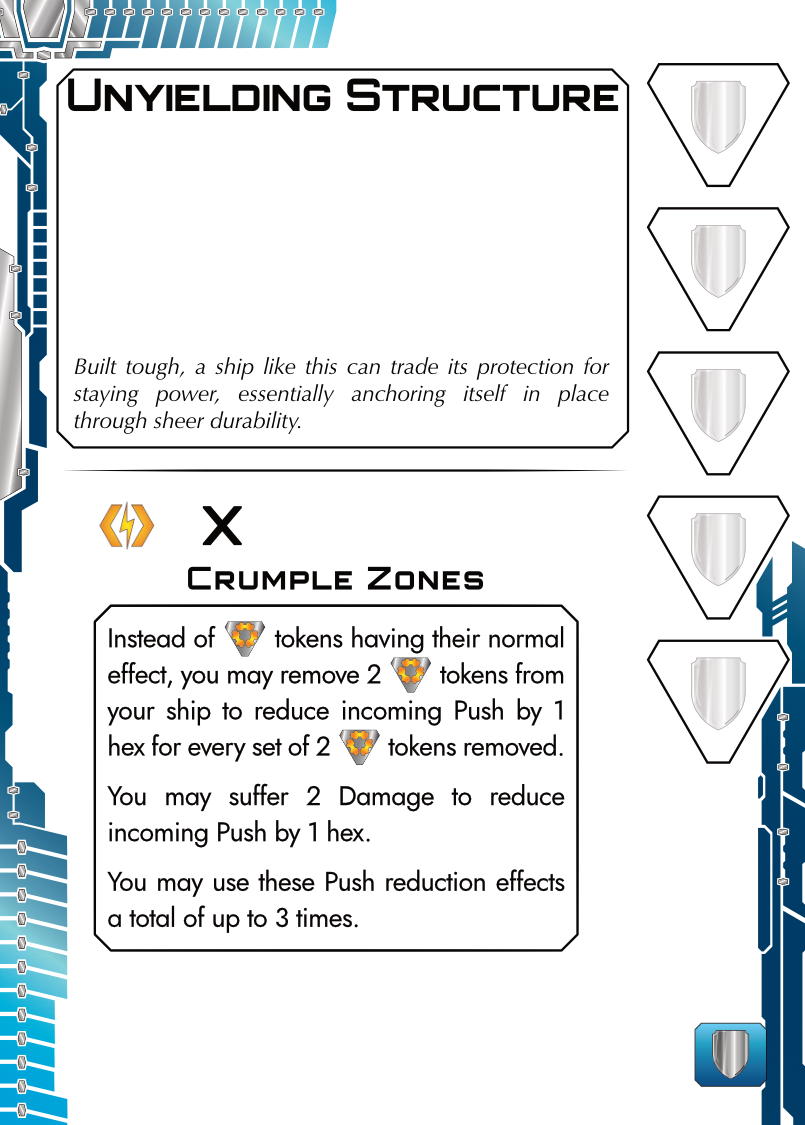 Unyielding Structure
Built tough, a ship like this can trade its protection for
staying power, essentially anchoring itself in place
through sheer durability.
X
Crumple Zones
Instead of tokens having their normal
effect, you may remove 2 tokens from
your ship to reduce incoming Push by 1
hex for every set of 2 tokens removed.
You may suffer 2 Damage to reduce
incoming Push by 1 hex.
You may use these Push reduction effects
a total of up to 3 times.